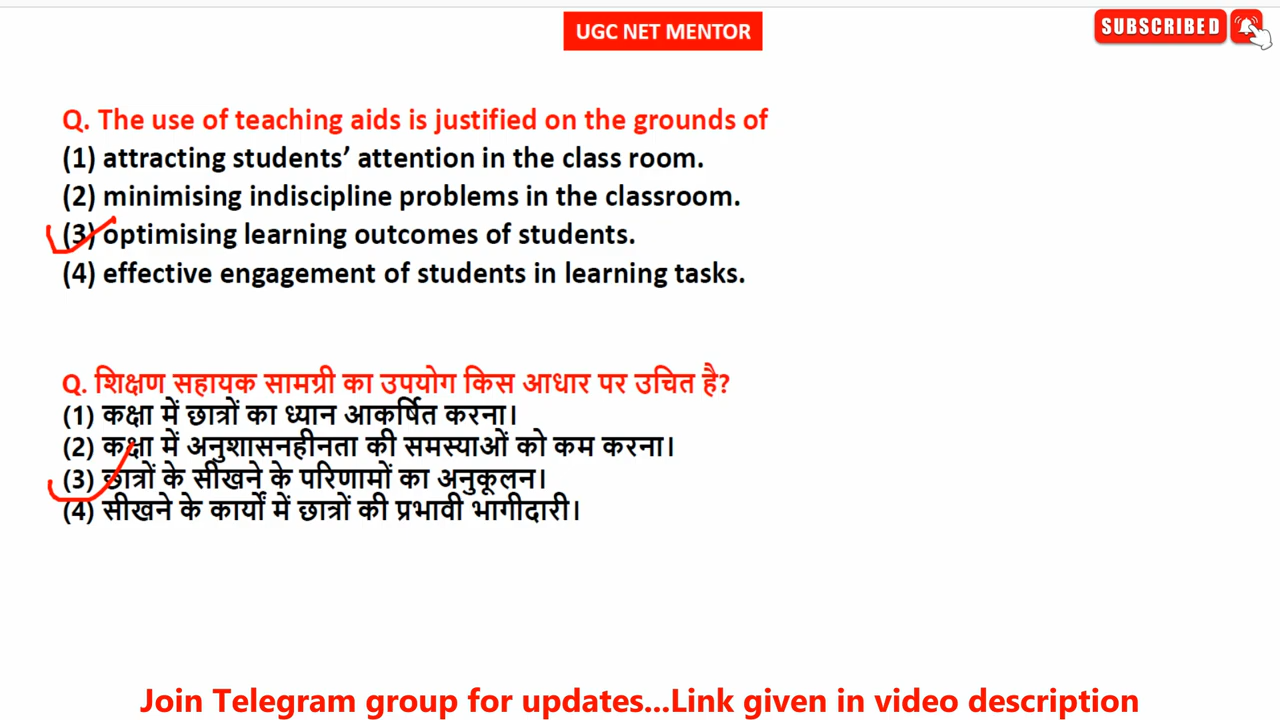 UGC NET MENTOR
SUBSCRIBED
Q. The use of teaching aids is justified on the grounds of
(1) attracting students’ attention in the class room.
(2) minimising indiscipline problems in the classroom.
(3) optimising learning outcomes of students.
(4) effective engagement of students in learning tasks.
Q. शिक्षण सहायक सामग्री का उपयोग किस आधार पर उचित है?
(1) कक्षा में छात्रों का ध्यान आकर्षित करना।
(2) कक्षा में अनुशासनहीनता की समस्याओं को कम करना।
(3) छात्रों के सीखने के परिणामों का अनुकूलन।
(4) सीखने के कार्यों में छात्रों की प्रभावी भागीदारी।
Join Telegram group for updates...Link given in video description